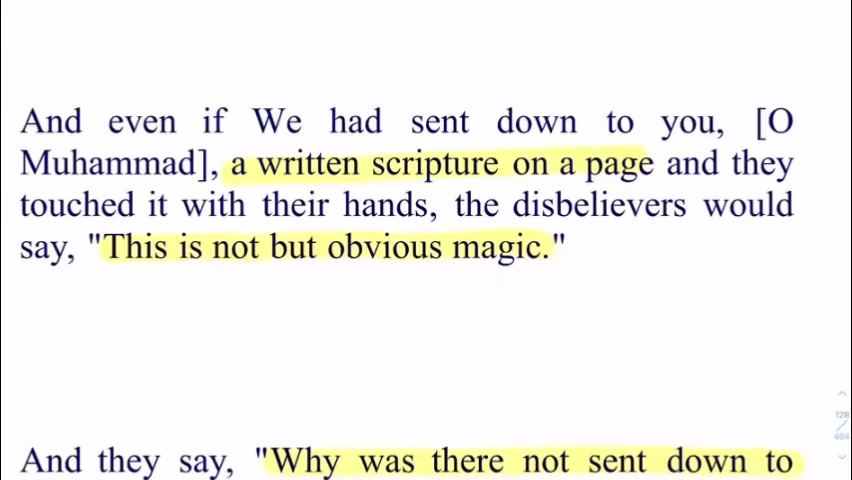 And even if We had sent down to you, [O
Muhammad], a written scripture on a page and they
touched it with their hands, the disbelievers would
say, "This is not but obvious magic."
And they say, "Why was there not sent down to
128
/
604